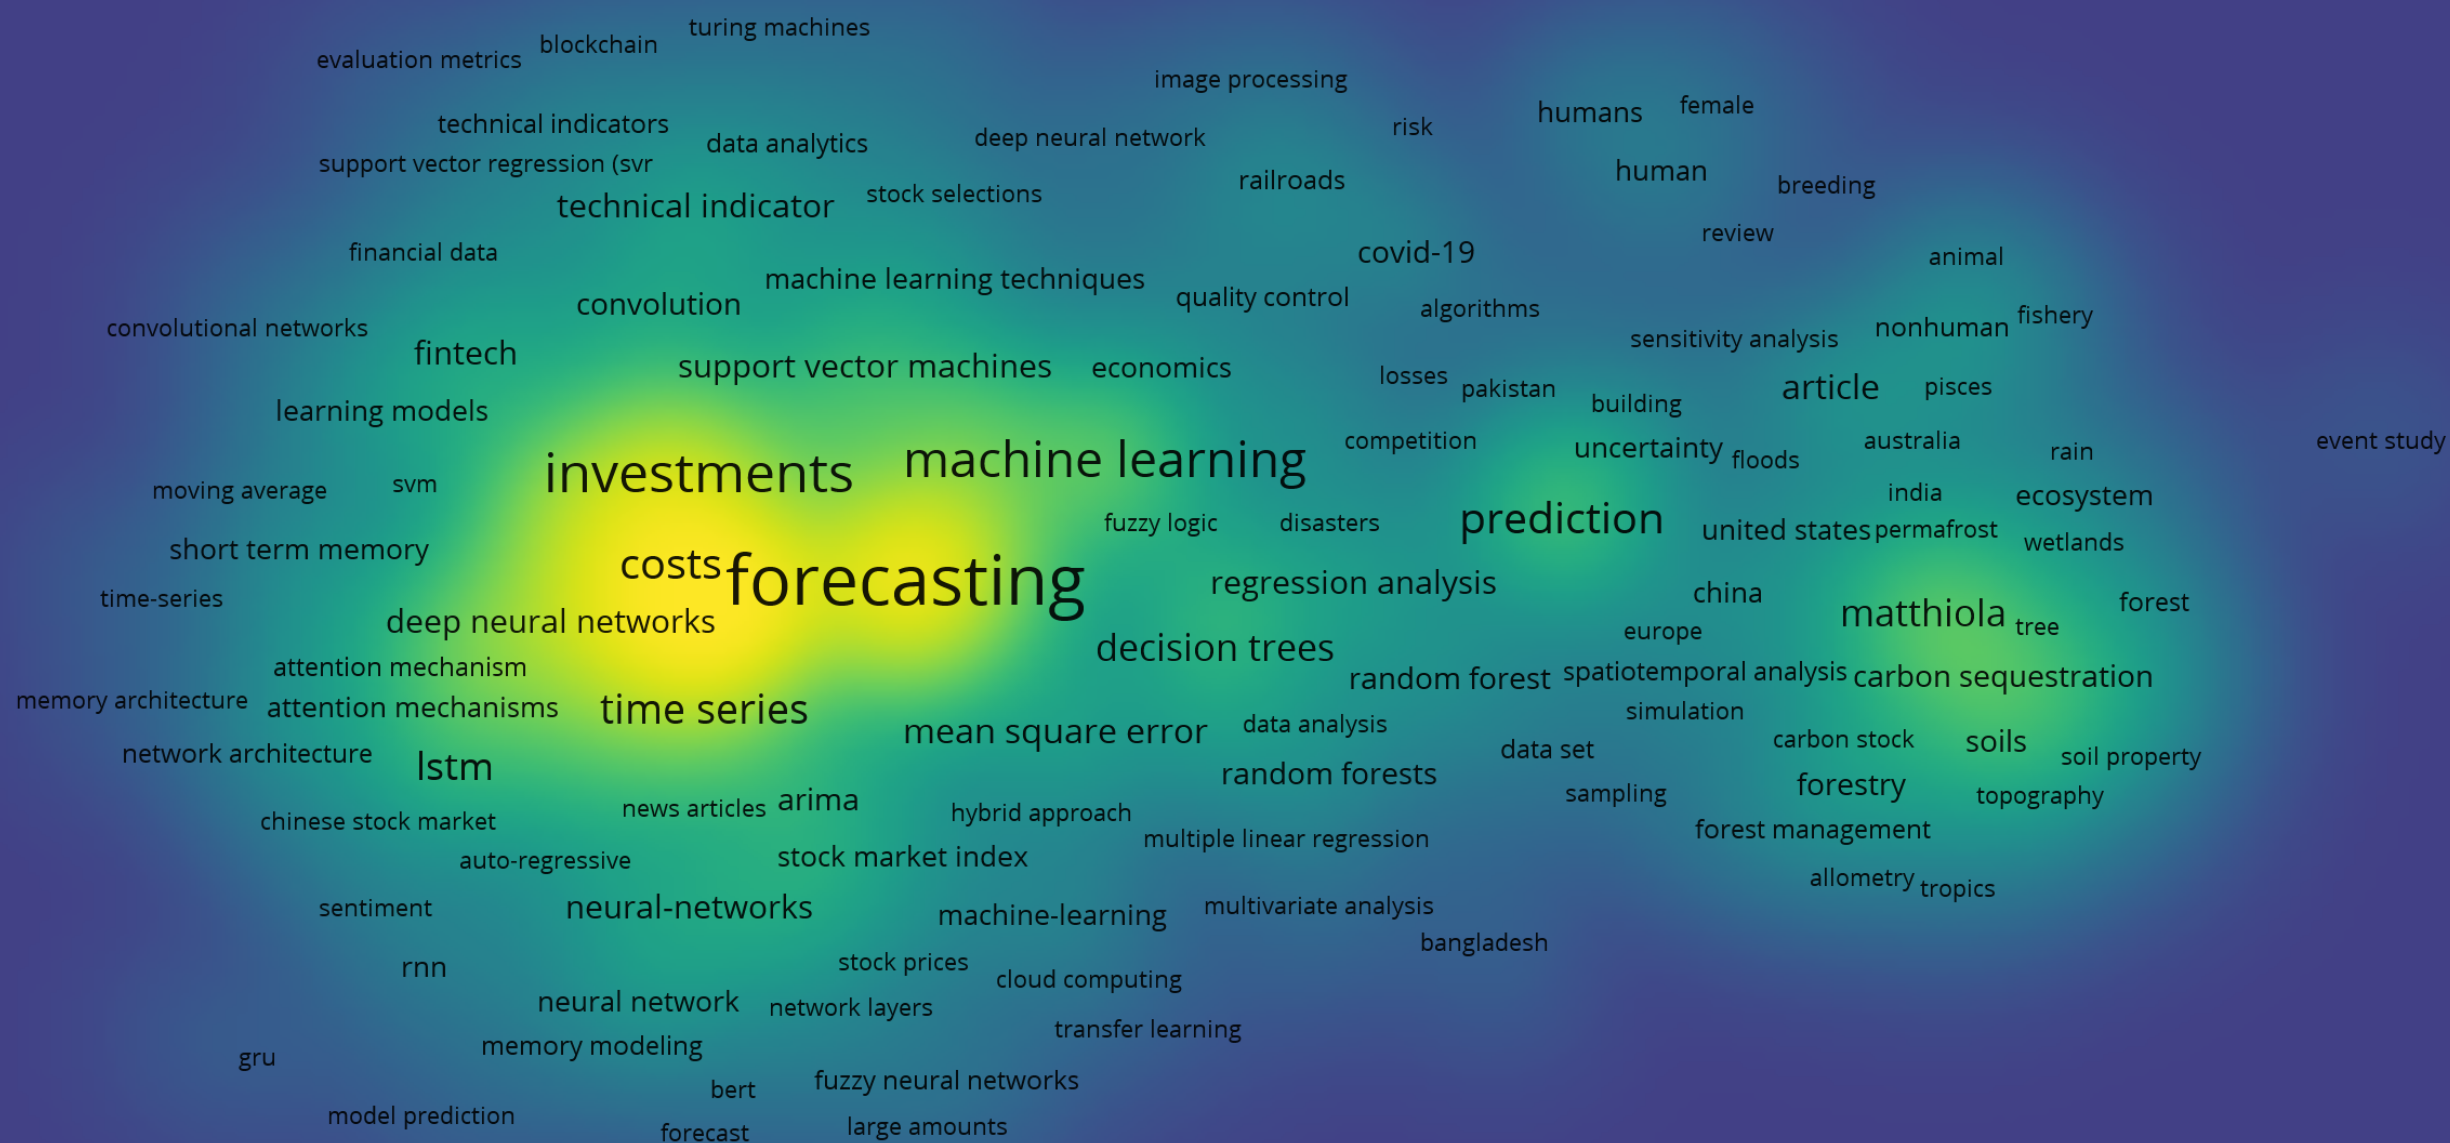 turing machines
blockchain
evaluation metrics
image processing
humans
female
technical indicators
risk
data analytics
deep neural network
support vector regression (svr
human
railroads
breeding
stock selections
technical indicator
review
financial data
covid-19
animal
machine learning techniques
quality control
convolution
algorithms
fishery
nonhuman
convolutional networks
sensitivity analysis
fintech
support vector machines
economics
losses
pakistan
article
pisces
building
learning models
competition
australia
event study
uncertainty
rain
floods
machine learning
investments
svm
moving average
india
ecosystem
prediction
fuzzy logic
disasters
united states
permafrost
wetlands
short term memory
costs
forecasting
regression analysis
china
time-series
forest
matthiola
tree
deep neural networks
europe
decision trees
attention mechanism
spatiotemporal analysis
carbon sequestration
random forest
memory architecture
attention mechanisms
time series
simulation
data analysis
mean square error
carbon stock
soils
data set
network architecture
soil property
lstm
random forests
forestry
sampling
topography
arima
news articles
hybrid approach
chinese stock market
forest management
multiple linear regression
stock market index
auto-regressive
allometry
tropics
sentiment
neural-networks
multivariate analysis
machine-learning
bangladesh
stock prices
rnn
cloud computing
neural network
network layers
transfer learning
memory modeling
gru
fuzzy neural networks
bert
model prediction
large amounts
forecast